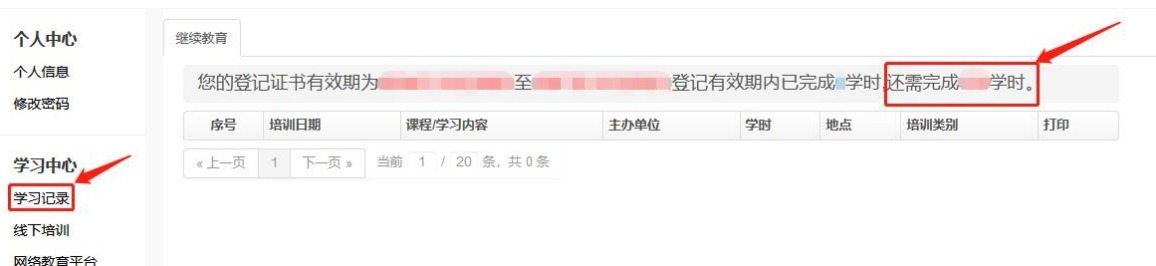 个人中心
个人信息
修改密码
学习中心
学习记录
线下培训
网络教育平台
继续教育
您的登记证书有效期为 至 登记有效期内已完成 学时,还需完成 学时。
序号 培训日期 课程/学习内容 主办单位 学时 地点 培训类别 打印
«上一页 1 下一页» 当前 1 / 20 条, 共 0 条